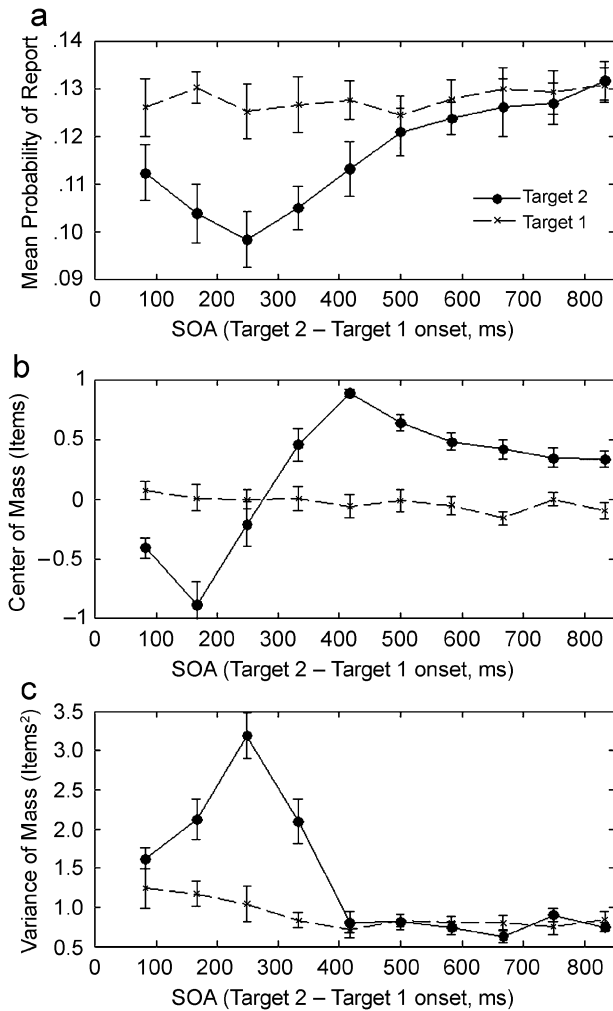 a
Mean Probability of Report
.14
.13
.12
.11
.10
.09
Target 2
Target 1
0 100 200 300 400 500 600 700 800
SOA (Target 2 – Target 1 onset, ms)
b
Center of Mass (Items)
1
0.5
0
–0.5
–1
0 100 200 300 400 500 600 700 800
SOA (Target 2 – Target 1 onset, ms)
c
Variance of Mass (Items²)
3.5
3.0
2.5
2.0
1.5
1.0
0.5
0 100 200 300 400 500 600 700 800
SOA (Target 2 – Target 1 onset, ms)